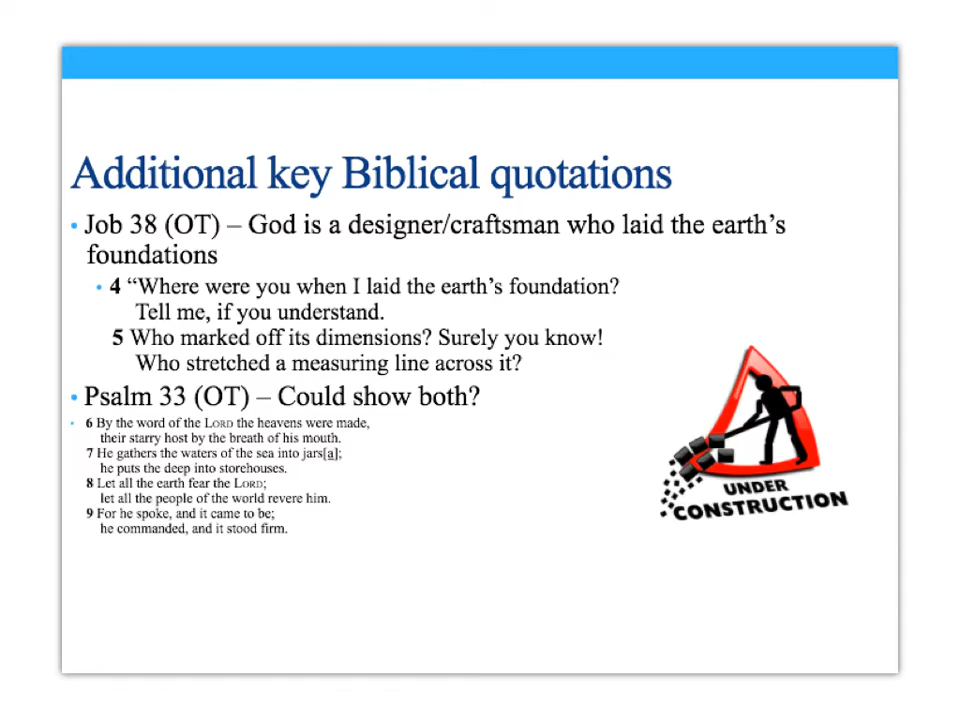 Additional key Biblical quotations
• Job 38 (OT) – God is a designer/craftsman who laid the earth’s
foundations
• 4 “Where were you when I laid the earth’s foundation?
Tell me, if you understand.
5 Who marked off its dimensions? Surely you know!
Who stretched a measuring line across it?
• Psalm 33 (OT) – Could show both?
• 6 By the word of the LORD the heavens were made,
their starry host by the breath of his mouth.
7 He gathers the waters of the sea into jars[a];
he puts the deep into storehouses.
8 Let all the earth fear the LORD;
let all the people of the world revere him.
9 For he spoke, and it came to be;
he commanded, and it stood firm.
UNDER
CONSTRUCTION